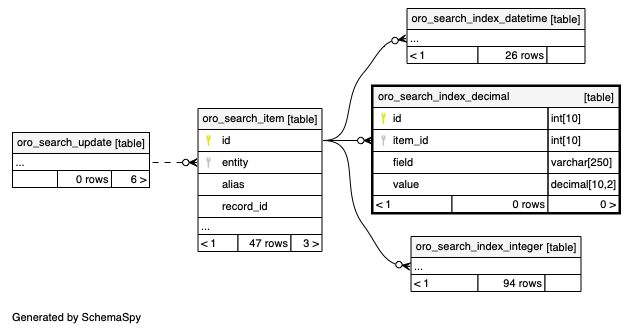 oro_search_index_datetime [table]
...
< 1 26 rows
oro_search_index_decimal [table]
id int[10]
item_id int[10]
field varchar[250]
value decimal[10,2]
< 1 0 rows 0 >
oro_search_item [table]
id
entity
alias
record_id
...
< 1 47 rows 3 >
oro_search_update [table]
...
0 rows 6 >
oro_search_index_integer [table]
...
< 1 94 rows
Generated by SchemaSpy